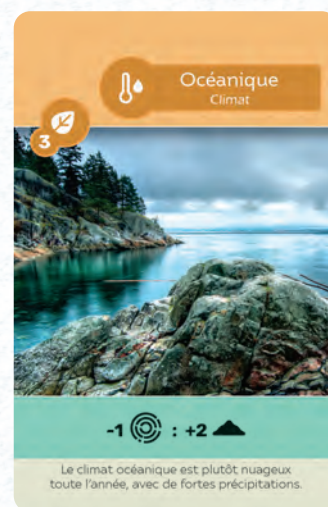 Océanique
Climat
3
-1 : +2
Le climat océanique est plutôt nuageux
toute l'année, avec de fortes précipitations.